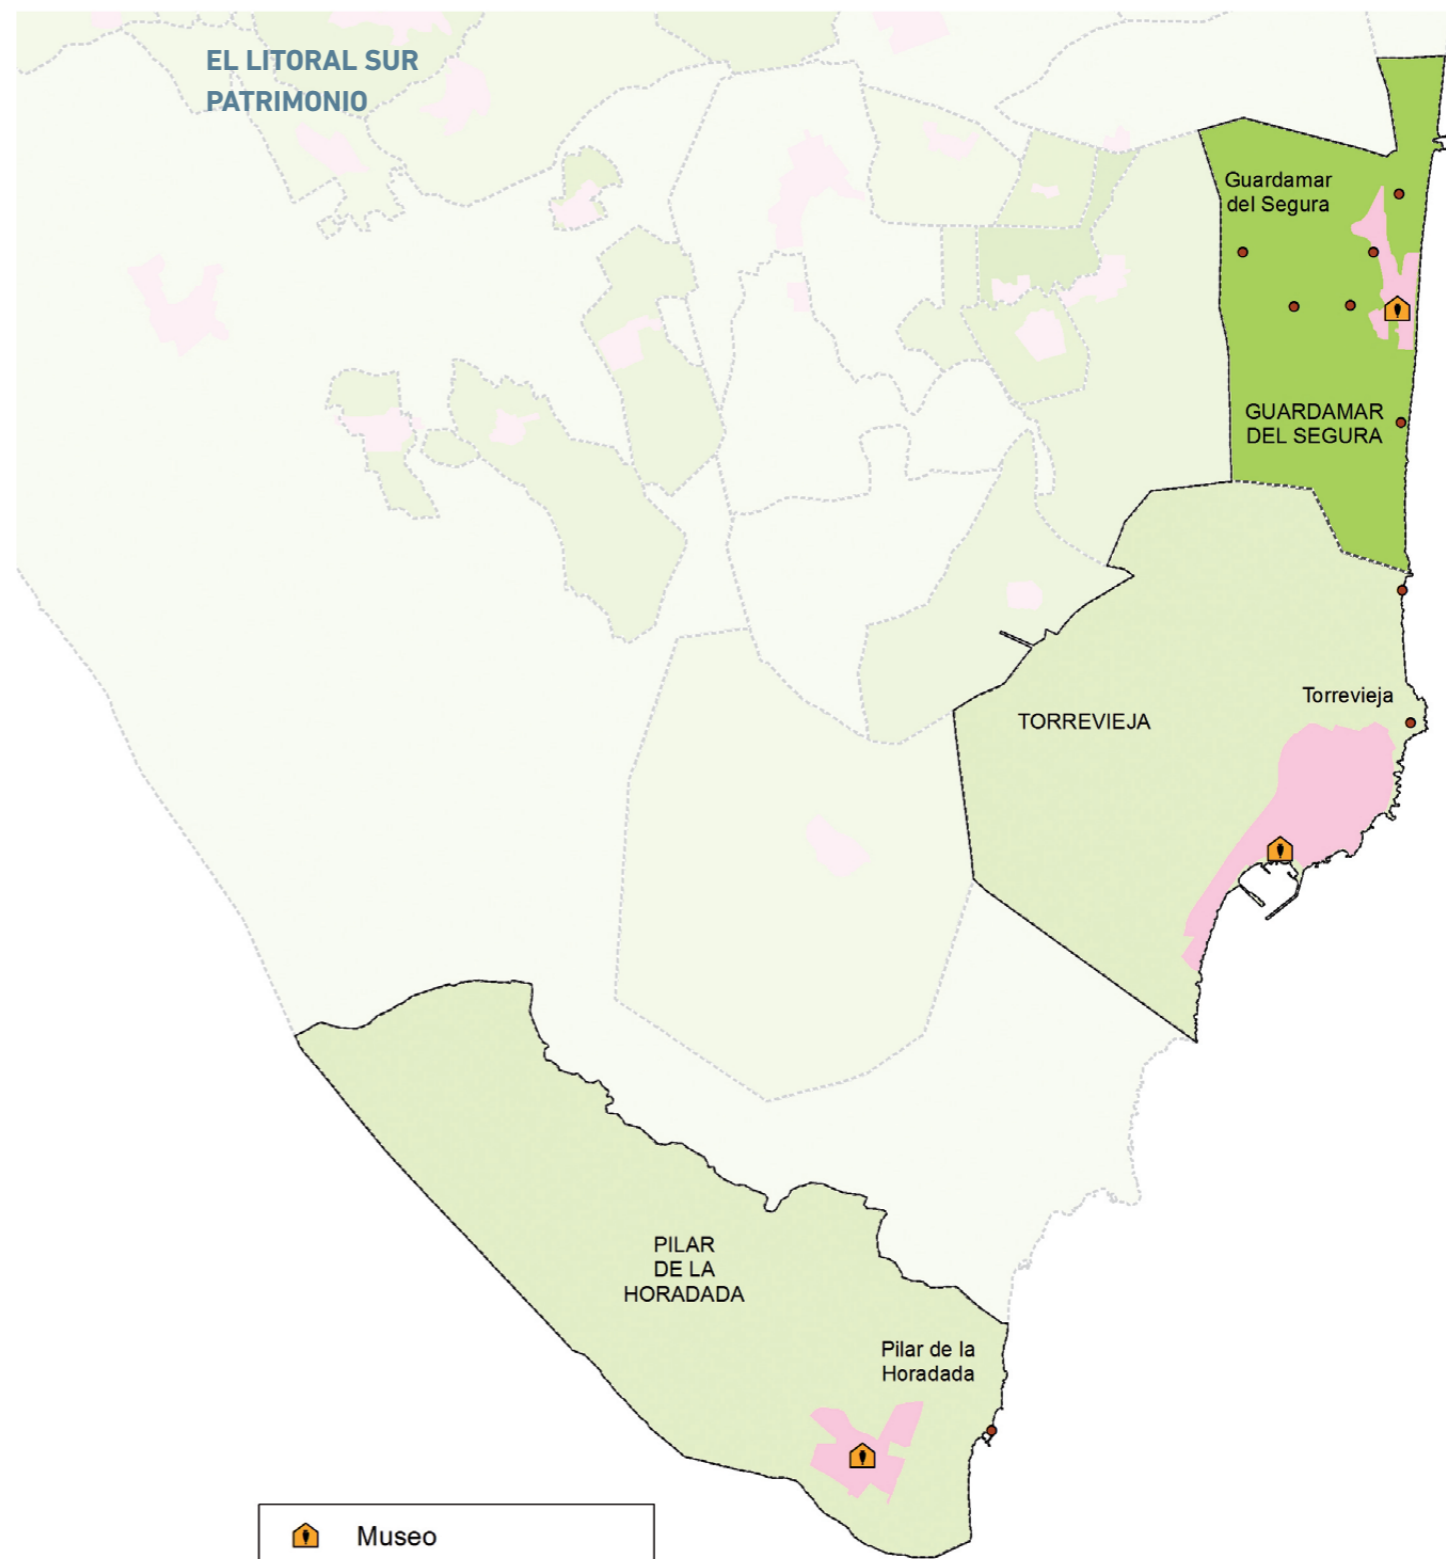 EL LITORAL SUR
PATRIMONIO
Guardamar
del Segura
GUARDAMAR
DEL SEGURA
Torrevieja
TORREVIEJA
PILAR
DE LA
HORADADA
Pilar de la
Horadada
Museo